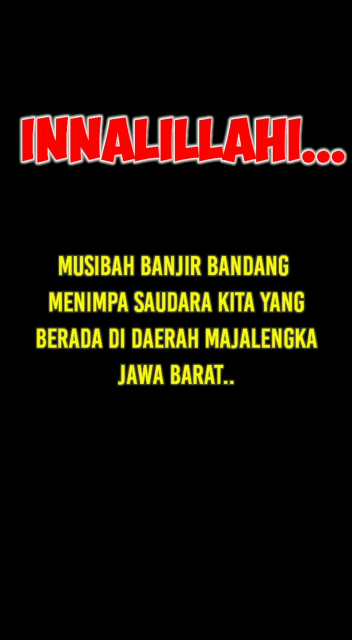 INNALILLAHI...
MUSIBAH BANJIR BANDANG
MENIMPA SAUDARA KITA YANG
BERADA DI DAERAH MAJALENGKA
JAWA BARAT..